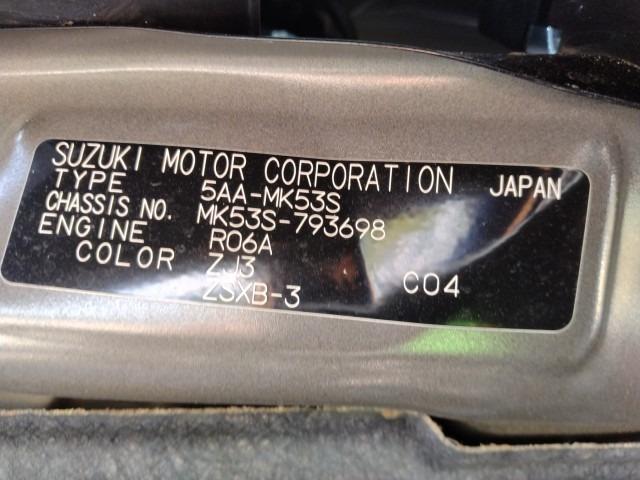 SUZUKI MOTOR CORPORATION JAPAN
TYPE 5AA-MK53S
CHASSIS NO. MK53S-793698
ENGINE R06A
COLOR ZJ3
ZSXB-3 C04